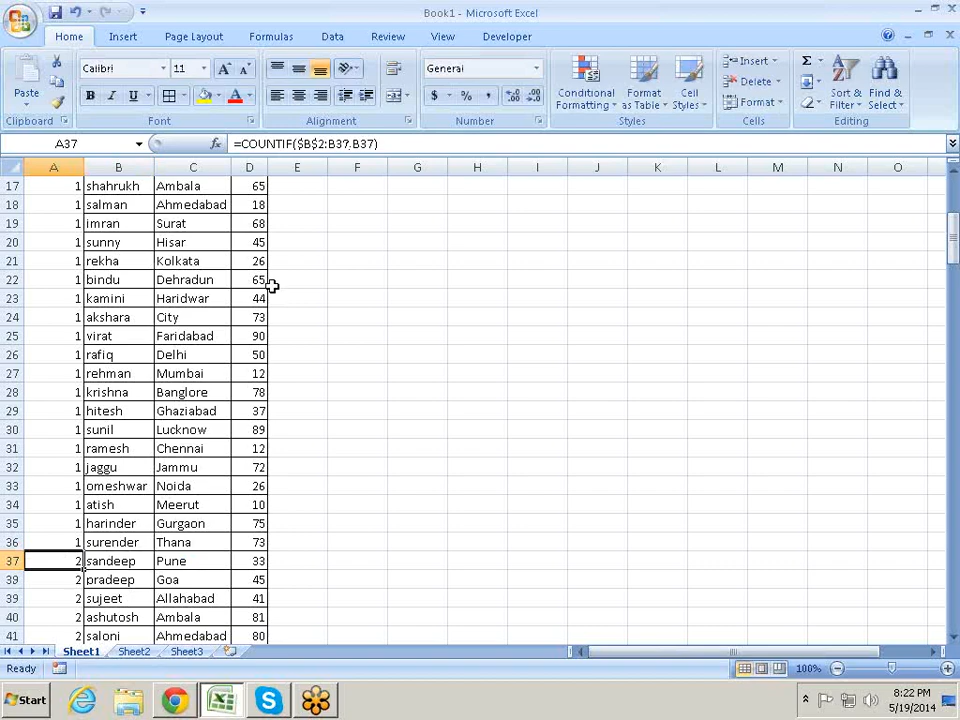 Book1 - Microsoft Excel
Home Insert Page Layout Formulas Data Review View Developer
Paste
Calibri 11
General
Conditional Formatting
Format as Table
Cell Styles
Insert
Delete
Format
Sort & Filter
Find & Select
Clipboard Font Alignment Number Styles Cells Editing
A37 fx =COUNTIF($B$2:B37,B37)
A B C D E F G H I J K L M N O
17 1 shahrukh Ambala 65
18 1 salman Ahmedabad 18
19 1 imran Surat 68
20 1 sunny Hisar 45
21 1 rekha Kolkata 26
22 1 bindu Dehradun 65
23 1 kamini Haridwar 44
24 1 akshara City 73
25 1 virat Faridabad 90
26 1 rafiq Delhi 50
27 1 rehman Mumbai 12
28 1 krishna Banglore 78
29 1 hitesh Ghaziabad 37
30 1 sunil Lucknow 89
31 1 ramesh Chennai 12
32 1 jaggu Jammu 72
33 1 omeshwar Noida 26
34 1 atish Meerut 10
35 1 harinder Gurgaon 75
36 1 surender Thana 73
37 2 sandeep Pune 33
39 2 pradeep Goa 45
39 2 sujeet Allahabad 41
40 2 ashutosh Ambala 81
41 2 saloni Ahmedabad 80
Sheet1 Sheet2 Sheet3
Ready 100%
Start
8:22 PM
5/19/2014